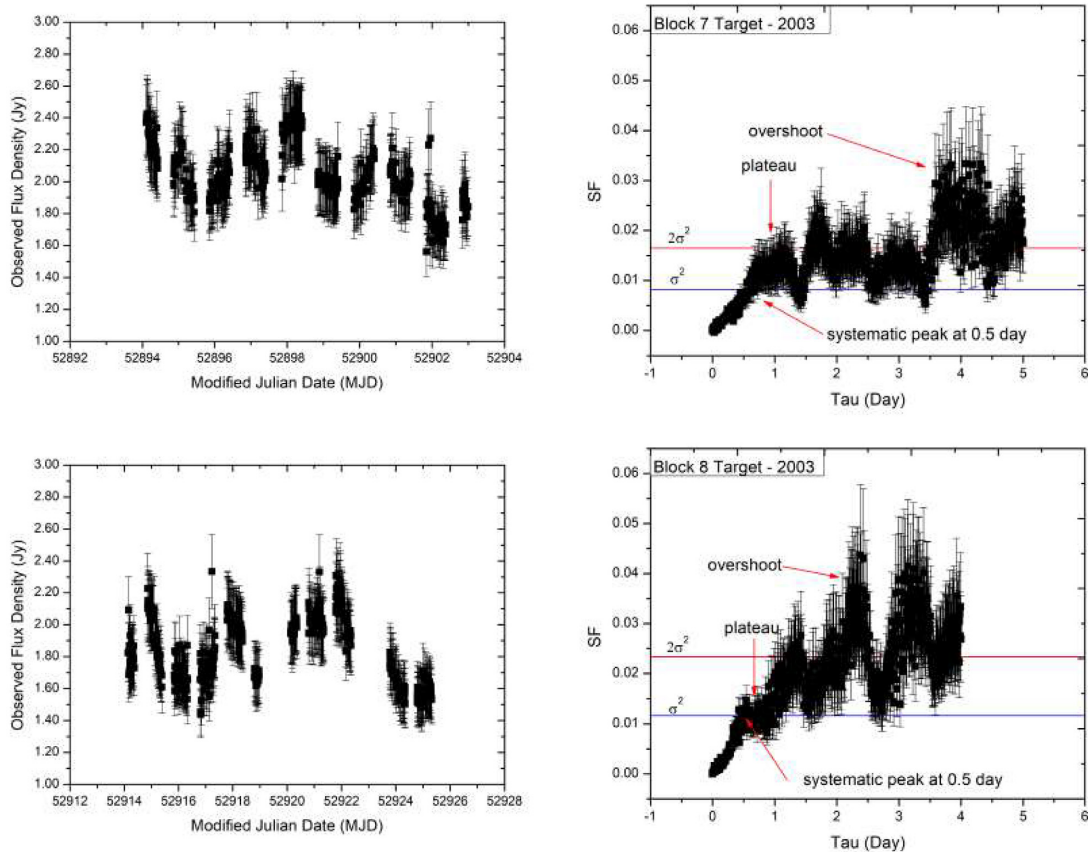 3.00
2.80
2.60
2.40
2.20
2.00
1.80
1.60
1.40
1.20
1.00
Observed Flux Density (Jy)
52892 52894 52896 52898 52900 52902 52904
Modified Julian Date (MJD)
Block 7 Target - 2003
0.06
0.05
0.04
0.03
0.02
0.01
0.00
SF
overshoot
plateau
2σ²
σ²
systematic peak at 0.5 day
-1 0 1 2 3 4 5 6
Tau (Day)
3.00
2.80
2.60
2.40
2.20
2.00
1.80
1.60
1.40
1.20
1.00
Observed Flux Density (Jy)
52912 52914 52916 52918 52920 52922 52924 52926 52928
Modified Julian Date (MJD)
Block 8 Target - 2003
0.06
0.05
0.04
0.03
0.02
0.01
0.00
SF
overshoot
plateau
2σ²
σ²
systematic peak at 0.5 day
-1 0 1 2 3 4 5 6
Tau (Day)